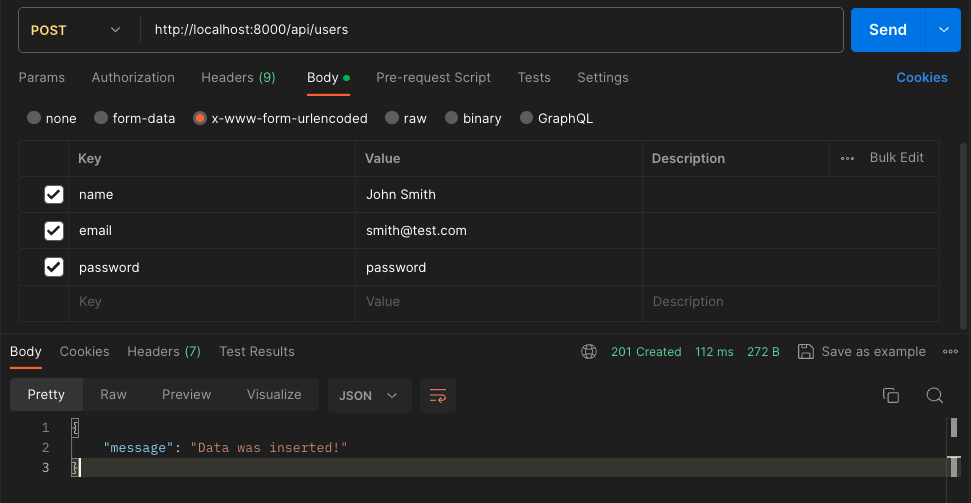 POST http://localhost:8000/api/users Send
Params Authorization Headers (9) Body Pre-request Script Tests Settings Cookies
none form-data x-www-form-urlencoded raw binary GraphQL
Key Value Description ••• Bulk Edit
name John Smith
email smith@test.com
password password
Key Value Description
Body Cookies Headers (7) Test Results 201 Created 112 ms 272 B Save as example •••
Pretty Raw Preview Visualize JSON
1 {
2 "message": "Data was inserted!"
3 }